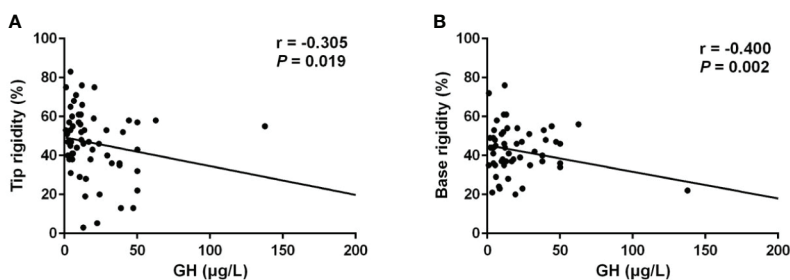 A
r = -0.305
P = 0.019
Tip rigidity (%)
100
80
60
40
20
0
0 50 100 150 200
GH (µg/L)
B
r = -0.400
P = 0.002
Base rigidity (%)
100
80
60
40
20
0
0 50 100 150 200
GH (µg/L)